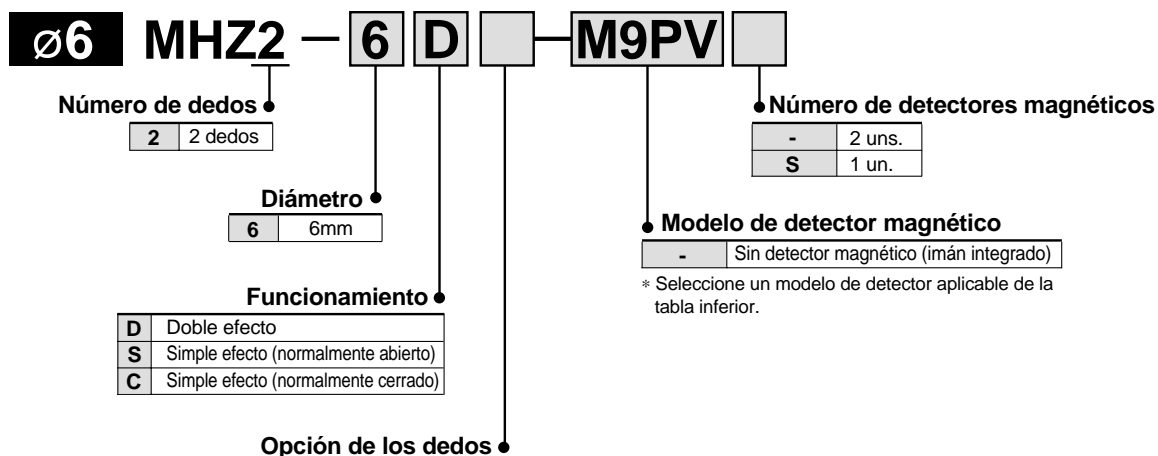 ø6 MHZ2 — 6 D — M9PV
Número de dedos
2 2 dedos
Diámetro
6 6mm
Funcionamiento
D Doble efecto
S Simple efecto (normalmente abierto)
C Simple efecto (normalmente cerrado)
Opción de los dedos
Número de detectores magnéticos
- 2 uns.
S 1 un.
Modelo de detector magnético
- Sin detector magnético (imán integrado)
* Seleccione un modelo de detector aplicable de la
tabla inferior.